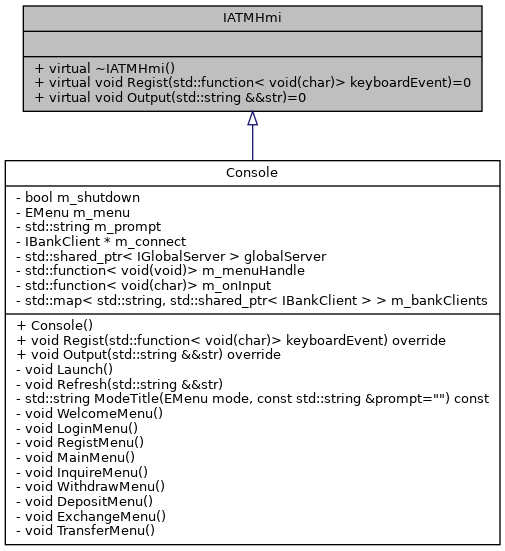 IATMHmi
+ virtual ~IATMHmi()
+ virtual void Regist(std::function< void(char)> keyboardEvent)=0
+ virtual void Output(std::string &&str)=0
Console
- bool m_shutdown
- EMenu m_menu
- std::string m_prompt
- IBankClient * m_connect
- std::shared_ptr< IGlobalServer > globalServer
- std::function< void(void)> m_menuHandle
- std::function< void(char)> m_onInput
- std::map< std::string, std::shared_ptr< IBankClient > > m_bankClients
+ Console()
+ void Regist(std::function< void(char)> keyboardEvent) override
+ void Output(std::string &&str) override
- void Launch()
- void Refresh(std::string &&str)
- std::string ModeTitle(EMenu mode, const std::string &prompt="") const
- void WelcomeMenu()
- void LoginMenu()
- void RegistMenu()
- void MainMenu()
- void InquireMenu()
- void WithdrawMenu()
- void DepositMenu()
- void ExchangeMenu()
- void TransferMenu()